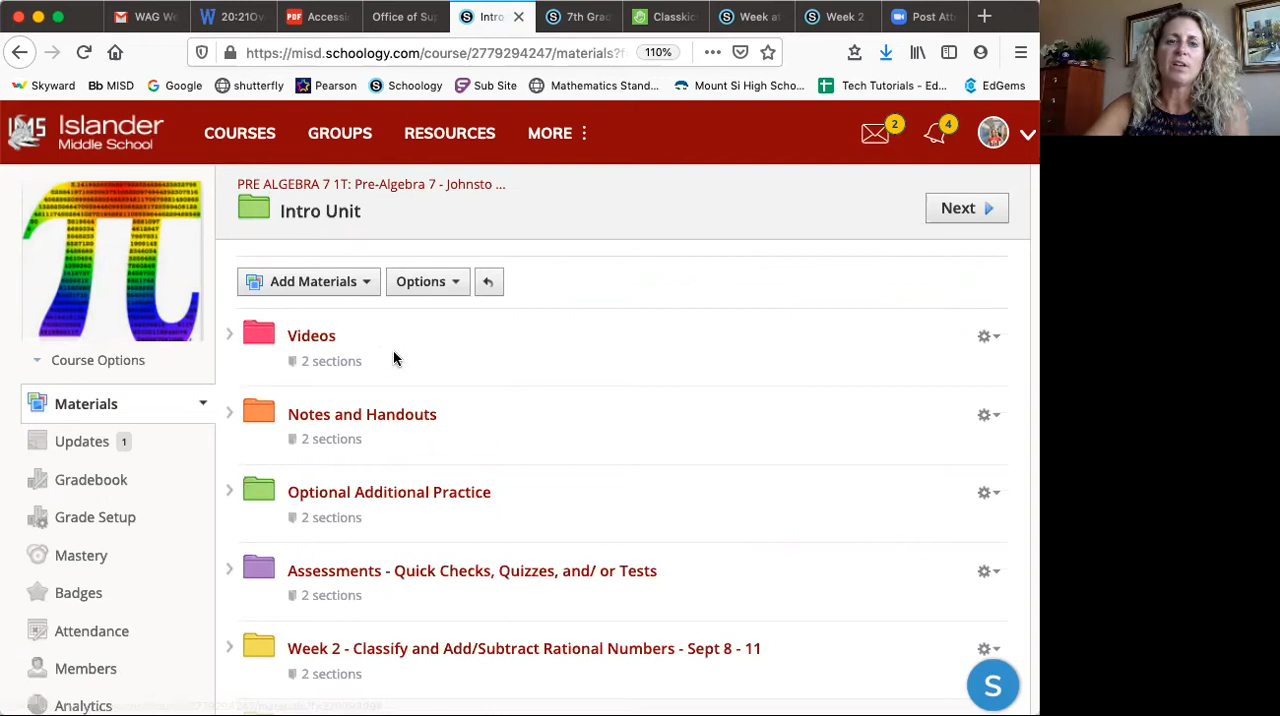 WAG W
20:21Ov
PDF Accessi
Office of Su
Intro
7th Grad
Classkic
Week at
Week 2
Post Att
https://misd.schoology.com/course/2779294247/materials?f
110%
Skyward
Bb MISD
Google
shutterfly
Pearson
Schoology
Sub Site
Mathematics Stand...
Mount Si High Scho...
Tech Tutorials - Ed...
EdGems
IMS
Islander
Middle School
COURSES
GROUPS
RESOURCES
MORE
2
4
PRE ALGEBRA 7 1T: Pre-Algebra 7 - Johnsto ...
Intro Unit
Next
Add Materials
Options
Course Options
Materials
Updates 1
Gradebook
Grade Setup
Mastery
Badges
Attendance
Members
Analytics
Videos
2 sections
Notes and Handouts
2 sections
Optional Additional Practice
2 sections
Assessments - Quick Checks, Quizzes, and/ or Tests
2 sections
Week 2 - Classify and Add/Subtract Rational Numbers - Sept 8 - 11
2 sections
S